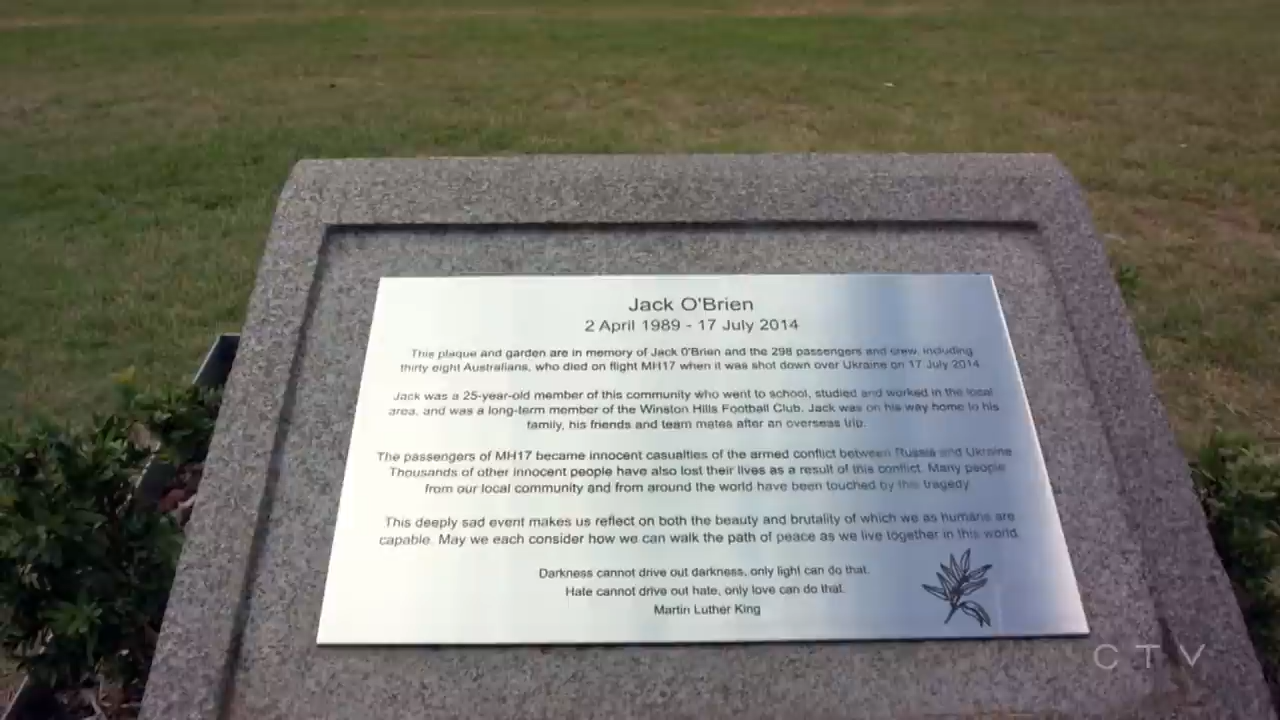 Jack O'Brien
2 April 1989 - 17 July 2014
This plaque and garden are in memory of Jack O'Brien and the 298 passengers and crew, including
thirty eight Australians, who died on flight MH17 when it was shot down over Ukraine on 17 July 2014
Jack was a 25-year-old member of this community who went to school, studied and worked in the local
area, and was a long-term member of the Winston Hills Football Club. Jack was on his way home to his
family, his friends and team mates after an overseas trip.
The passengers of MH17 became innocent casualties of the armed conflict between Russia and Ukraine
Thousands of other innocent people have also lost their lives as a result of this conflict. Many people
from our local community and from around the world have been touched by this tragedy
This deeply sad event makes us reflect on both the beauty and brutality of which we as humans are
capable. May we each consider how we can walk the path of peace as we live together in this world.
Darkness cannot drive out darkness, only light can do that.
Hate cannot drive out hate, only love can do that.
Martin Luther King
CTV